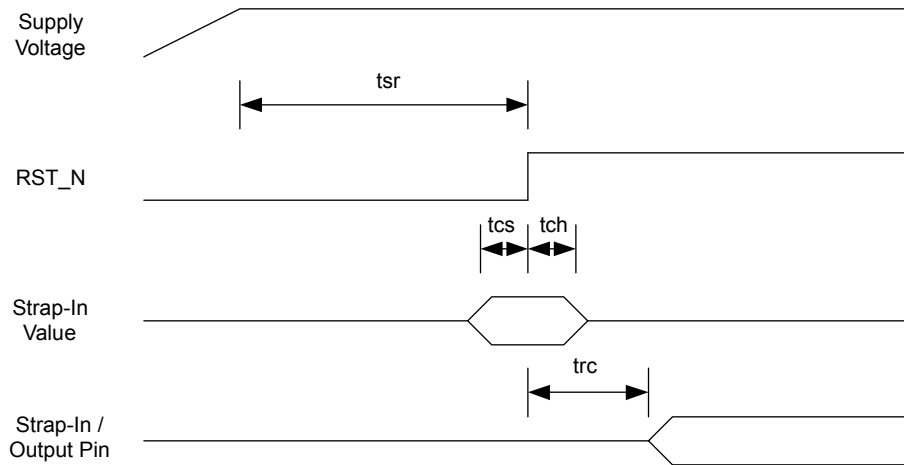 Supply
Voltage
tsr
RST_N
tcs
tch
Strap-In
Value
trc
Strap-In /
Output Pin